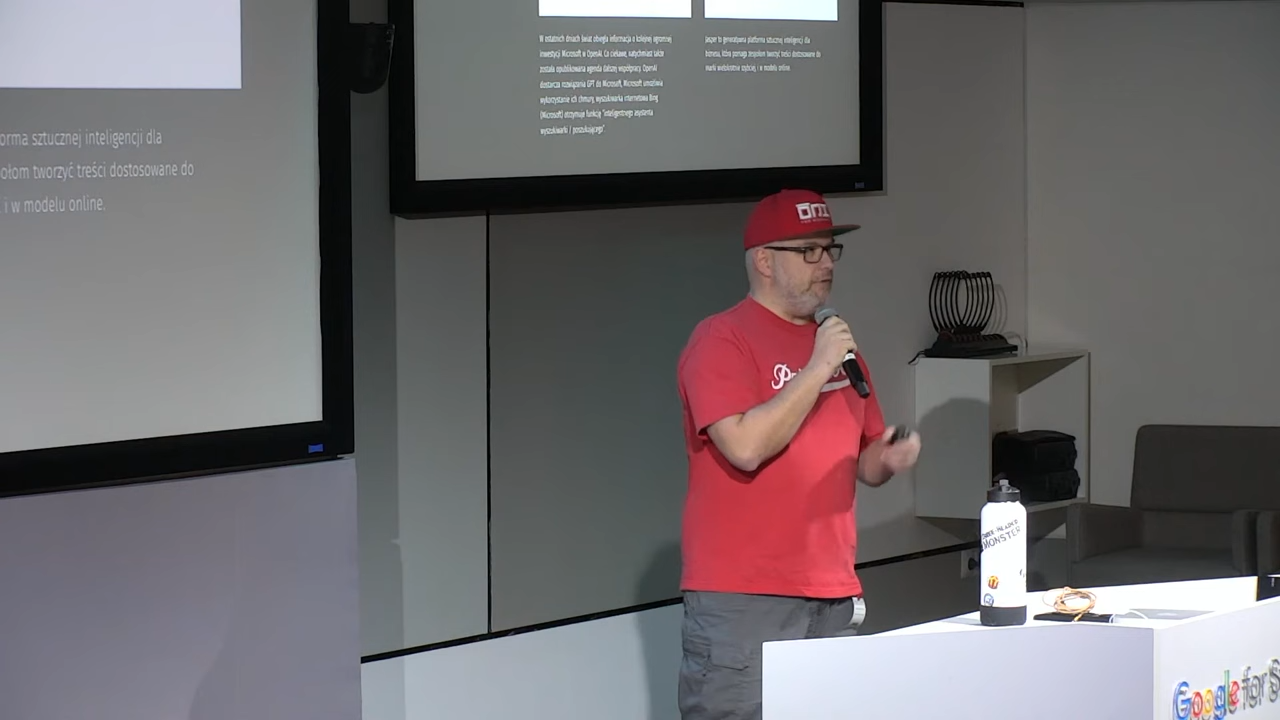 W ostatnich dniach świat obiegła informacja o kolejnej ogromnej
inwestycji Microsoft w OpenAI. Co ciekawe, natychmiast także
została opublikowana agenda dalszej współpracy. OpenAI
dostarcza rozwiązania GPT do Microsoft, Microsoft umożliwia
wykorzystanie ich chmury, wyszukiwarka internetowa Bing
(Microsoft) otrzymuje funkcję "inteligentnego asystenta
wyszukiwarki / poszukującego"
Jasper to generatywna platforma sztucznej inteligencji dla
biznesu, która pomaga zespołom tworzyć treści dostosowane do
marki wielokrotnie szybciej, i w modelu online
orma sztucznej inteligencji dla
ołom tworzyć treści dostosowane do
i w modelu online.
MONSTER
Google for S